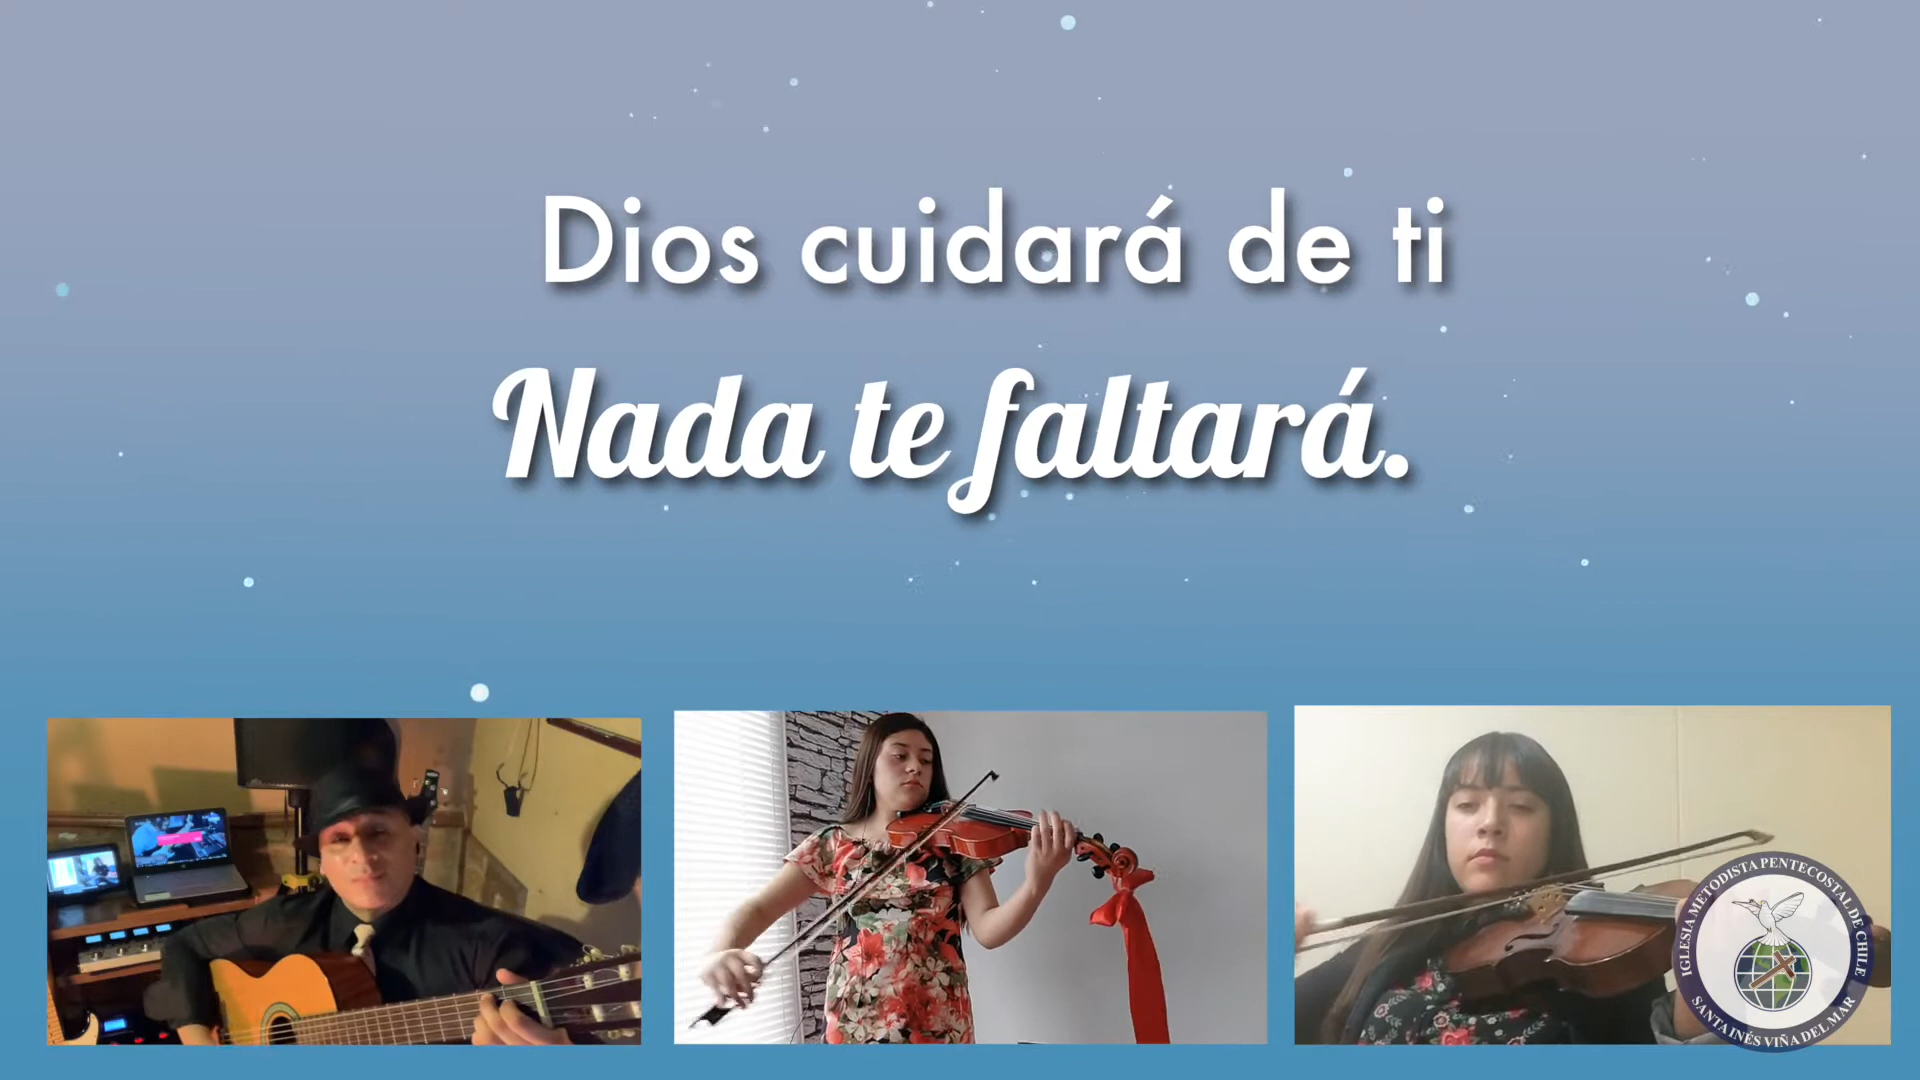 Dios cuidará de ti
Nada te faltará.
IGLESIA METODISTA PENTECOSTAL DE CHILE
SANTA INÉS VIÑA DEL MAR